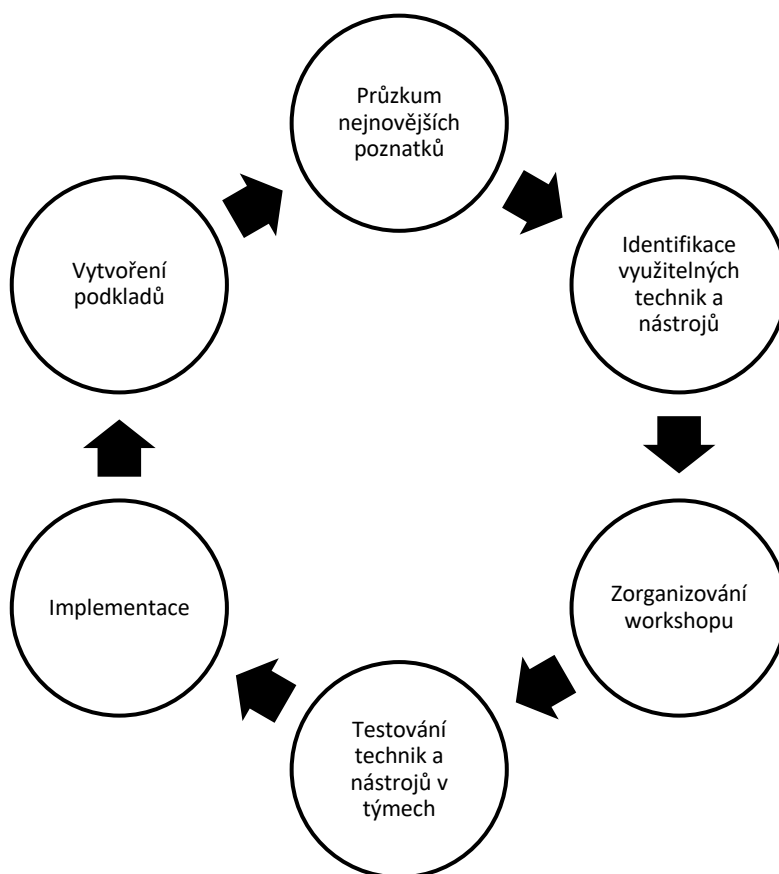 Průzkum
nejnovějších
poznatků
Identifikace
využitelných
technik a
nástrojů
Zorganizování
workshopu
Testování
technik a
nástrojů v
týmech
Implementace
Vytvoření
podkladů